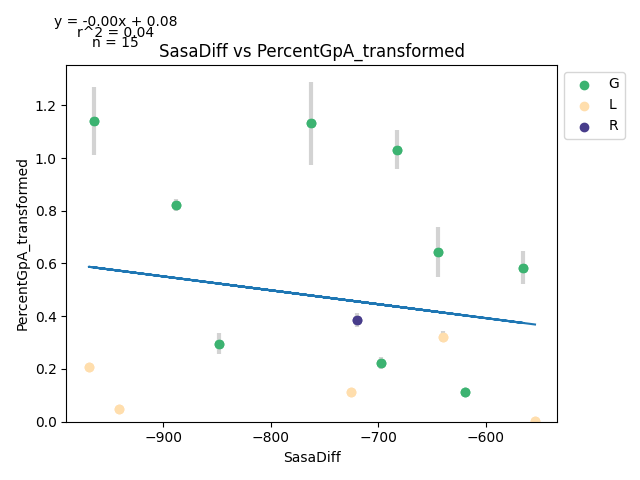 y = -0.00x + 0.08
r^2 = 0.04
n = 15
SasaDiff vs PercentGpA_transformed
G
L
R
PercentGpA_transformed
1.2
1.0
0.8
0.6
0.4
0.2
0.0
−900
−800
−700
−600
SasaDiff